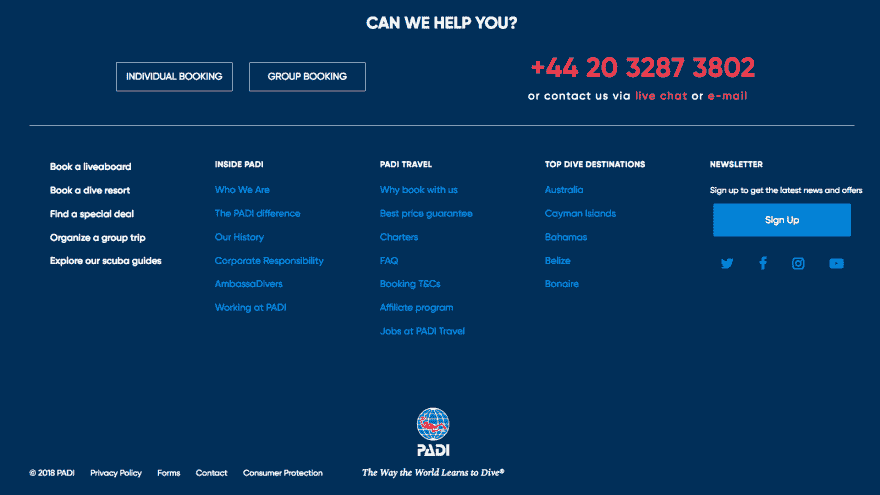 CAN WE HELP YOU?
INDIVIDUAL BOOKING
GROUP BOOKING
+44 20 3287 3802
or contact us via live chat or e-mail
Book a liveaboard
Book a dive resort
Find a special deal
Organize a group trip
Explore our scuba guides
INSIDE PADI
Who We Are
The PADI difference
Our History
Corporate Responsibility
AmbassaDivers
Working at PADI
PADI TRAVEL
Why book with us
Best price guarantee
Charters
FAQ
Booking T&Cs
Affiliate program
Jobs at PADI Travel
TOP DIVE DESTINATIONS
Australia
Cayman Islands
Bahamas
Belize
Bonaire
NEWSLETTER
Sign up to get the latest news and offers
Sign Up
PADI
© 2018 PADI Privacy Policy Forms Contact Consumer Protection
The Way the World Learns to Dive®